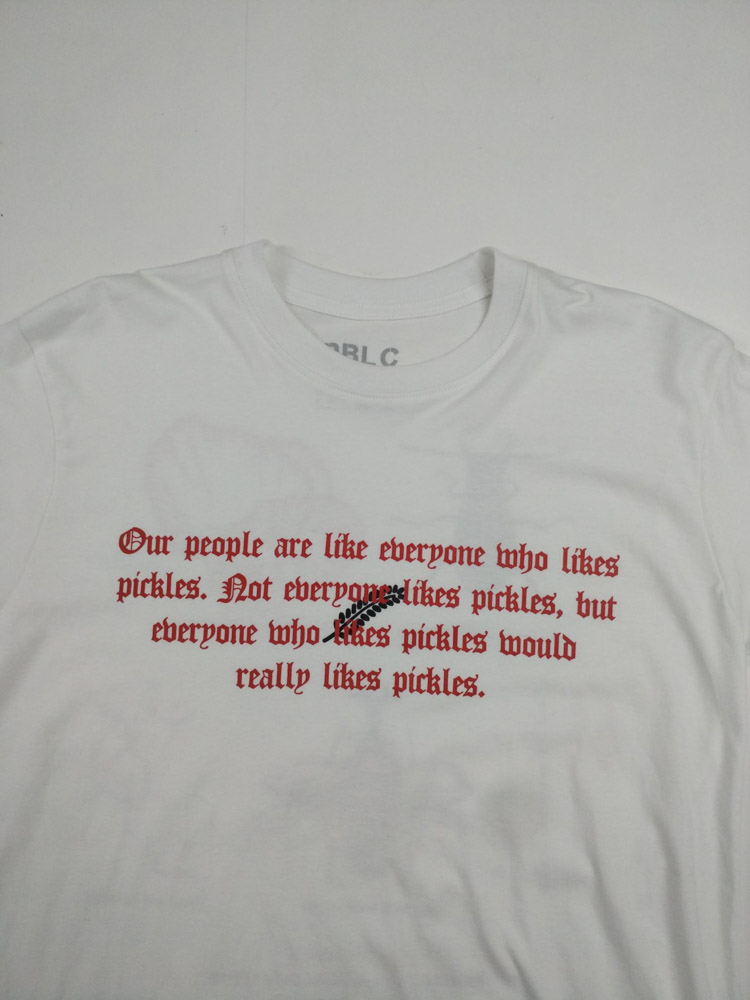 Our people are like everyone who likes
pickles. Not everyone likes pickles, but
everyone who likes pickles would
really likes pickles.